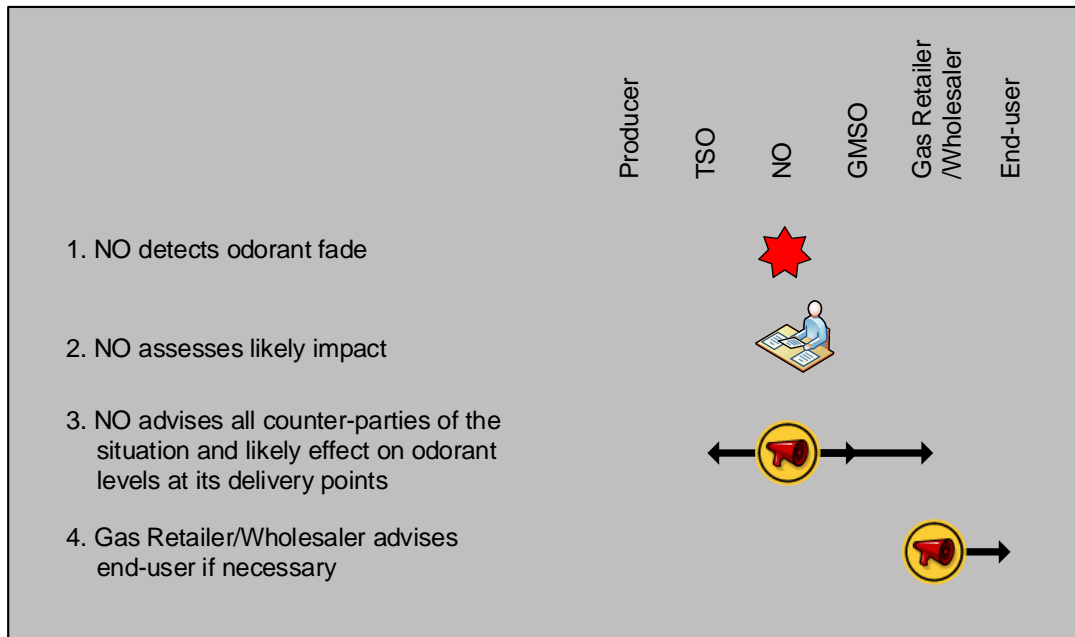 Producer
TSO
NO
GMSO
Gas Retailer
/Wholesaler
End-user
1. NO detects odorant fade
2. NO assesses likely impact
3. NO advises all counter-parties of the
situation and likely effect on odorant
levels at its delivery points
4. Gas Retailer/Wholesaler advises
end-user if necessary